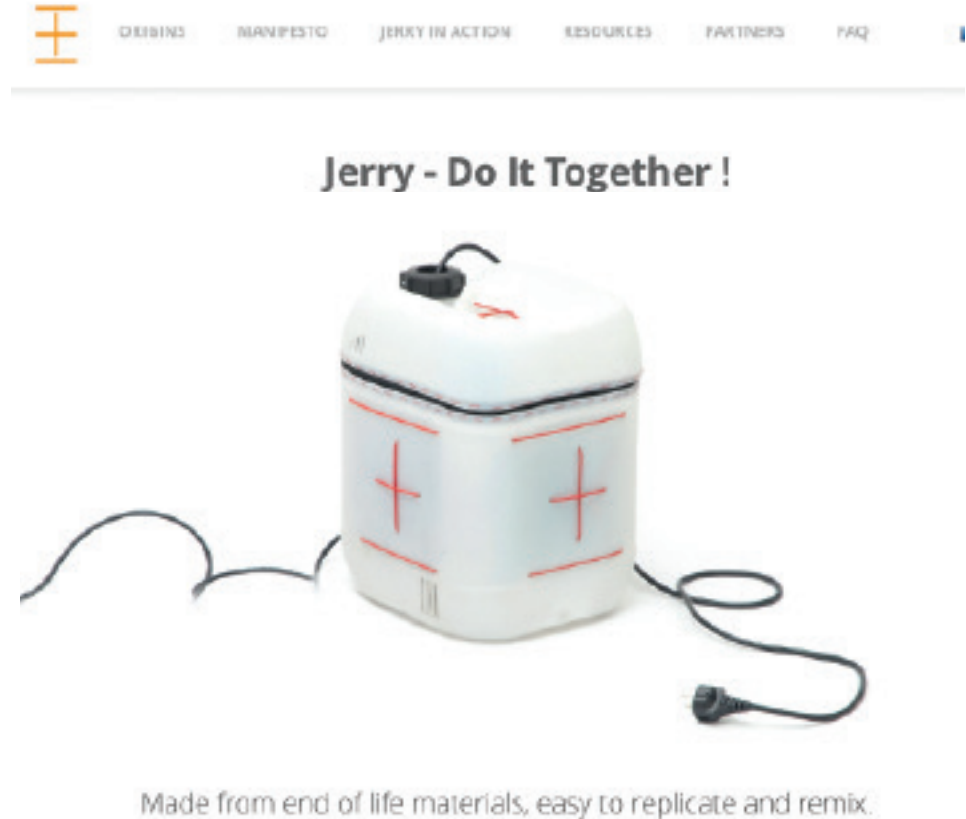 ORIGINS MANIFESTO JERRY IN ACTION RESOURCES PARTNERS FAQ
Jerry - Do It Together !
Made from end of life materials, easy to replicate and remix.